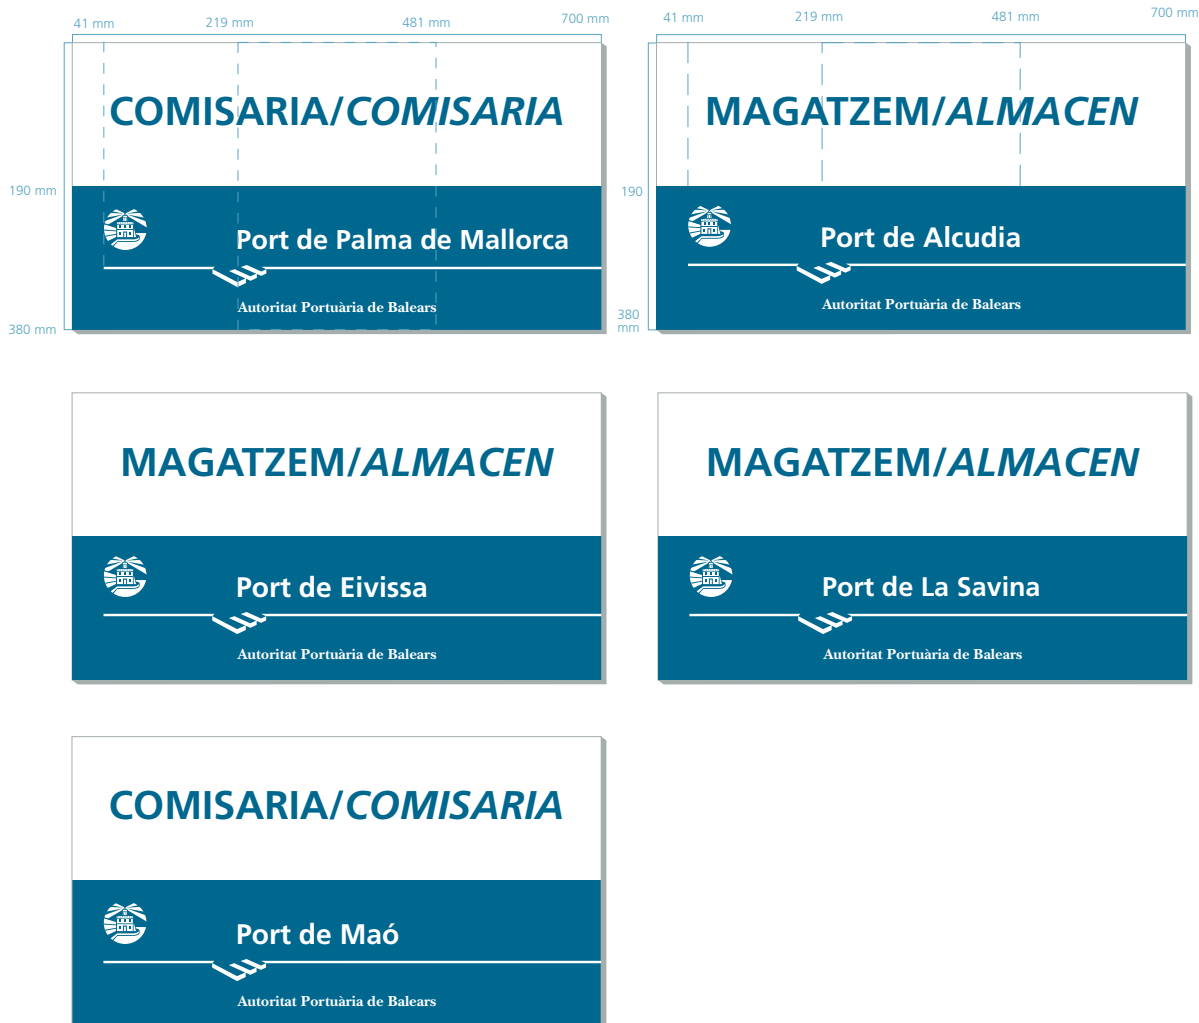 41 mm
219 mm
481 mm
700 mm
190 mm
380 mm
COMISARIA/COMISARIA
Port de Palma de Mallorca
Autoritat Portuària de Balears
41 mm
219 mm
481 mm
700 mm
190
380
mm
MAGATZEM/ALMACEN
Port de Alcudia
Autoritat Portuària de Balears
MAGATZEM/ALMACEN
Port de Eivissa
Autoritat Portuària de Balears
MAGATZEM/ALMACEN
Port de La Savina
Autoritat Portuària de Balears
COMISARIA/COMISARIA
Port de Maó
Autoritat Portuària de Balears